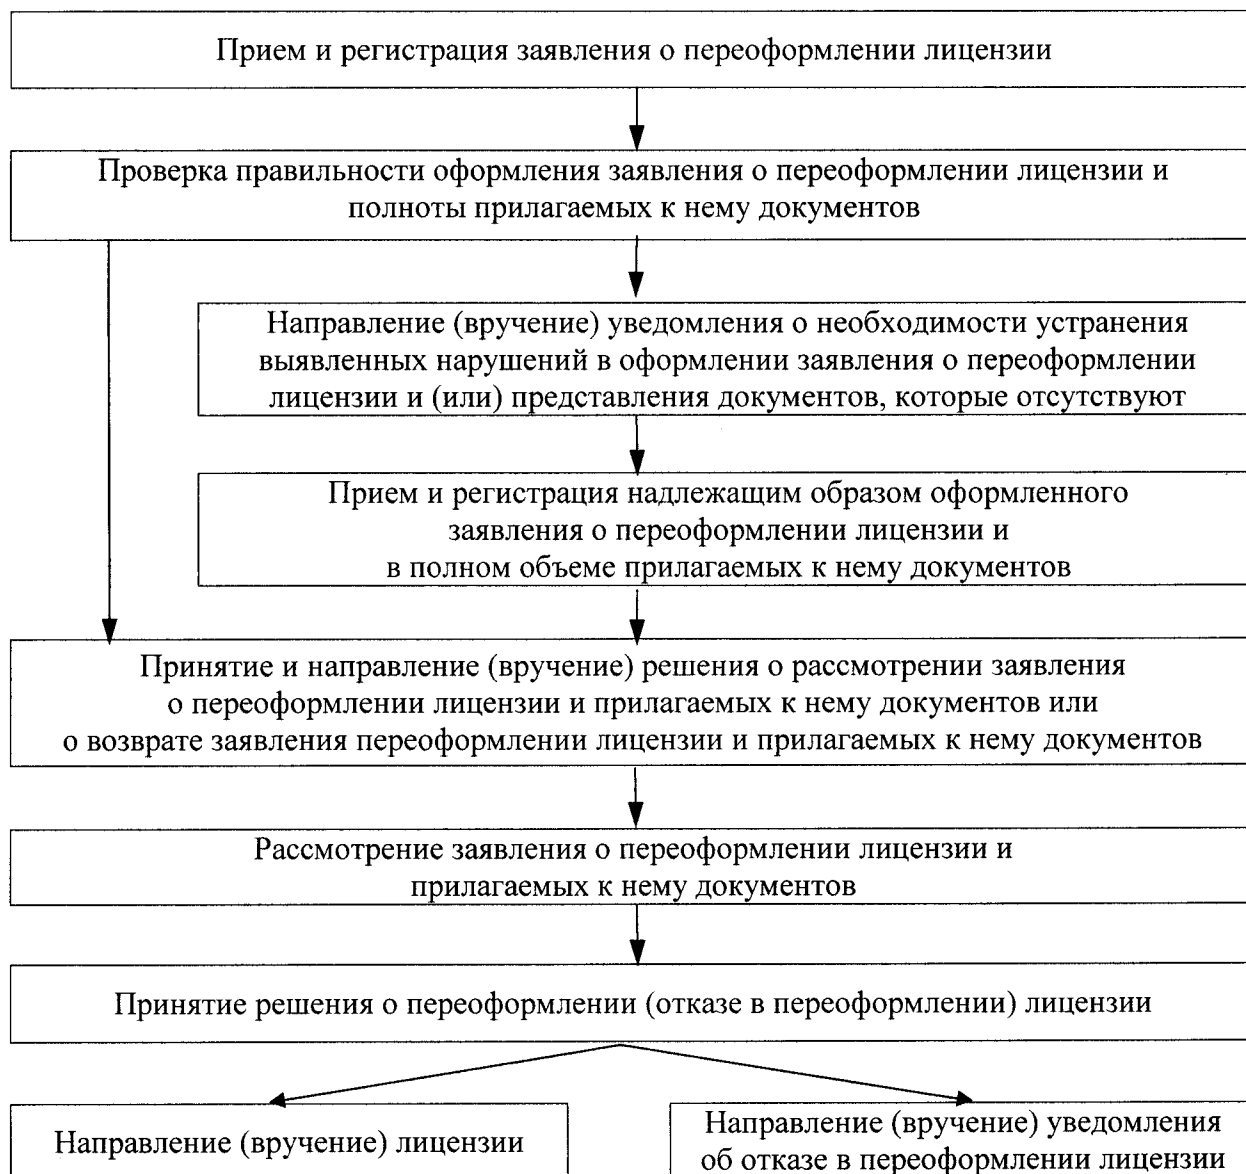 Прием и регистрация заявления о переоформлении лицензии
Проверка правильности оформления заявления о переоформлении лицензии и
полноты прилагаемых к нему документов
Направление (вручение) уведомления о необходимости устранения
выявленных нарушений в оформлении заявления о переоформлении
лицензии и (или) представления документов, которые отсутствуют
Прием и регистрация надлежащим образом оформленного
заявления о переоформлении лицензии и
в полном объеме прилагаемых к нему документов
Принятие и направление (вручение) решения о рассмотрении заявления
о переоформлении лицензии и прилагаемых к нему документов или
о возврате заявления переоформлении лицензии и прилагаемых к нему документов
Рассмотрение заявления о переоформлении лицензии и
прилагаемых к нему документов
Принятие решения о переоформлении (отказе в переоформлении) лицензии
Направление (вручение) лицензии
Направление (вручение) уведомления
об отказе в переоформлении лицензии